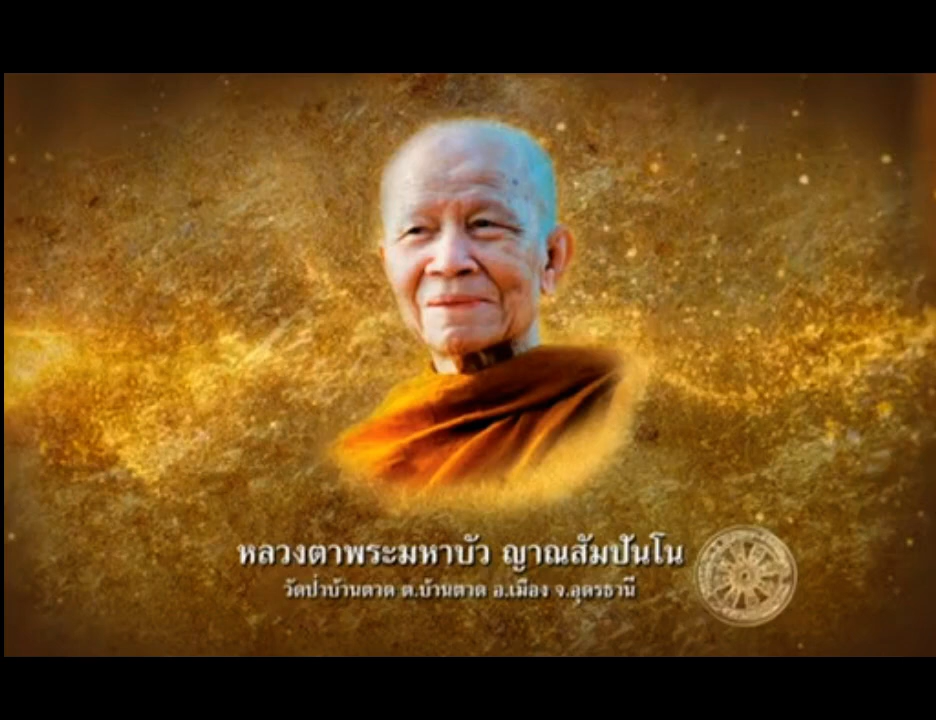 หลวงตาพระมหาบัว ญาณสัมปันโน
วัดป่าบ้านตาด ต.บ้านตาด อ.เมือง จ.อุดรธานี